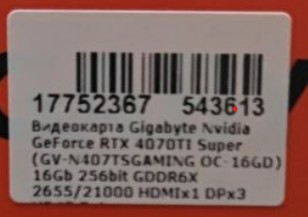 17752367 543613
Видеокарта Gigabyte Nvidia
GeForce RTX 4070TI Super
(GV-N407TSGAMING OC-16GD)
16Gb 256bit GDDR6X
2655/21000 HDMIx1 DPx3